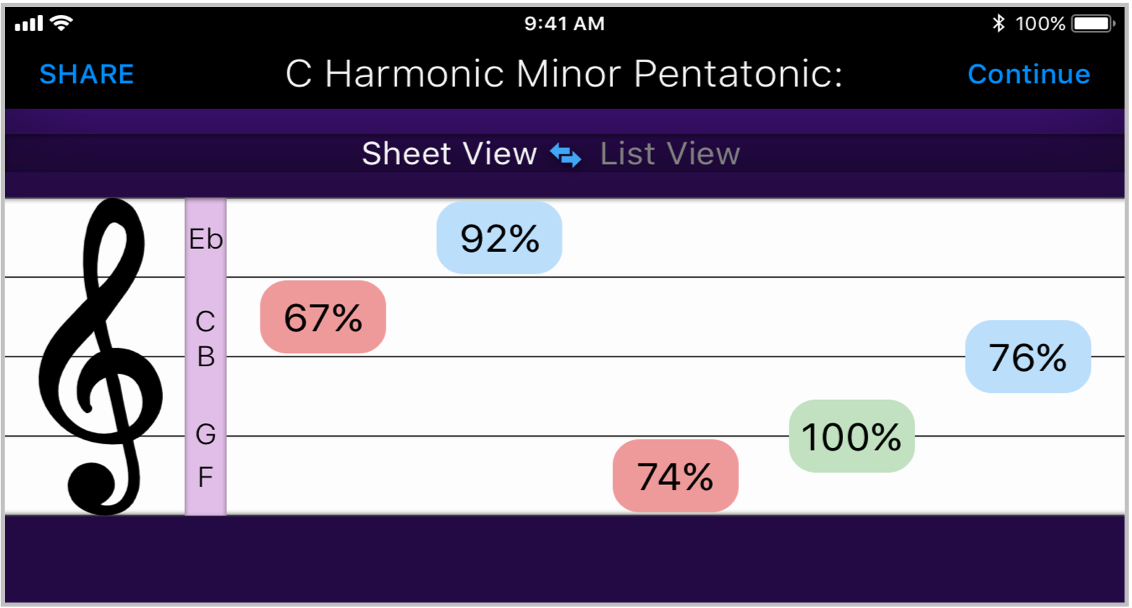 9:41 AM 100%
SHARE C Harmonic Minor Pentatonic: Continue
Sheet View List View
Eb 92%
C 67%
B 76%
G 100%
F 74%